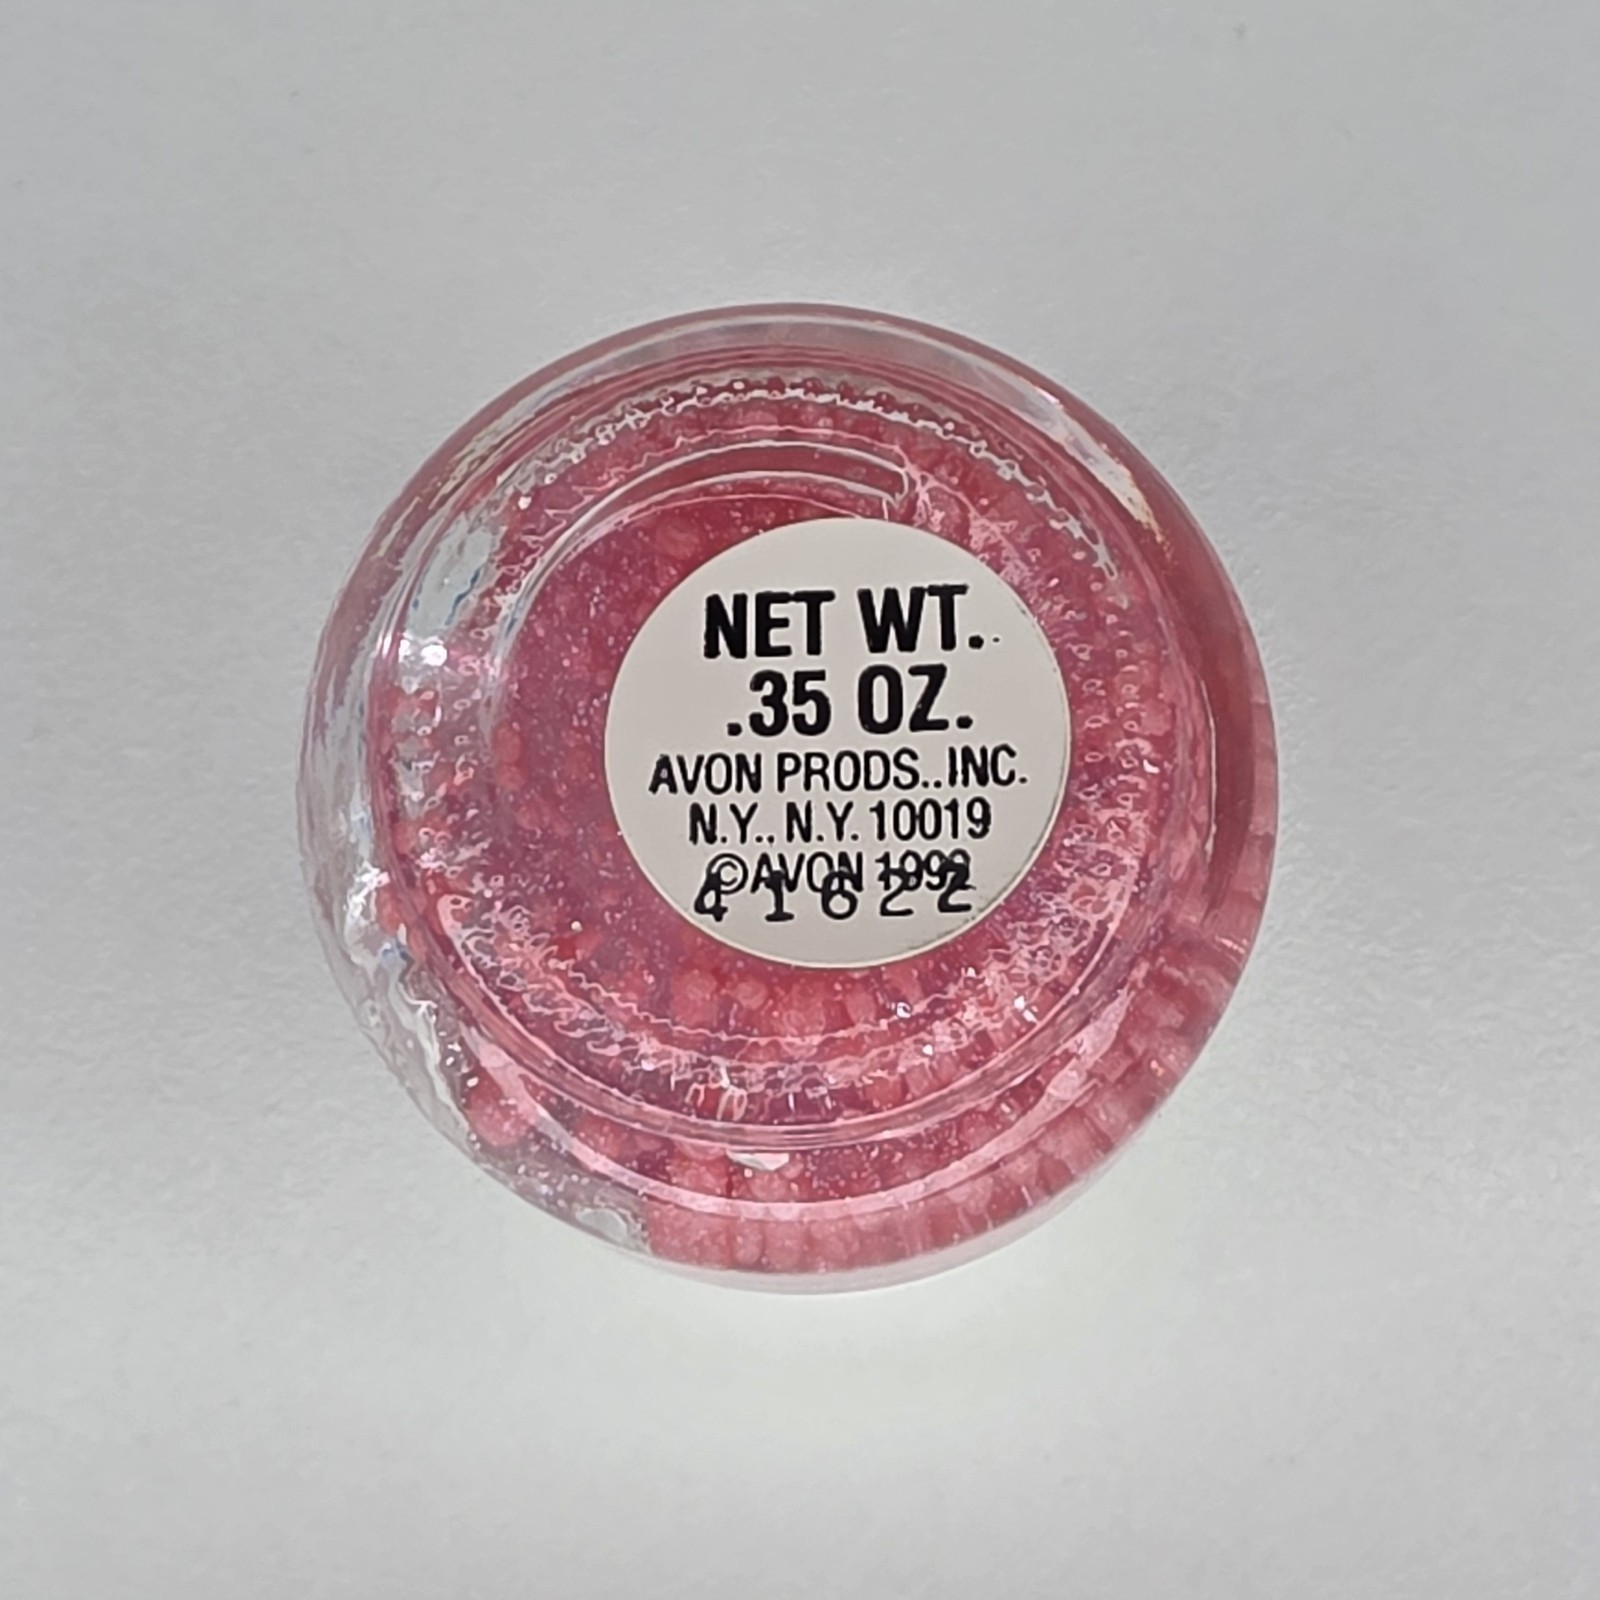 NET WT.
.35 OZ.
AVON PRODS., INC.
N.Y., N.Y. 10019
©AVON
41622